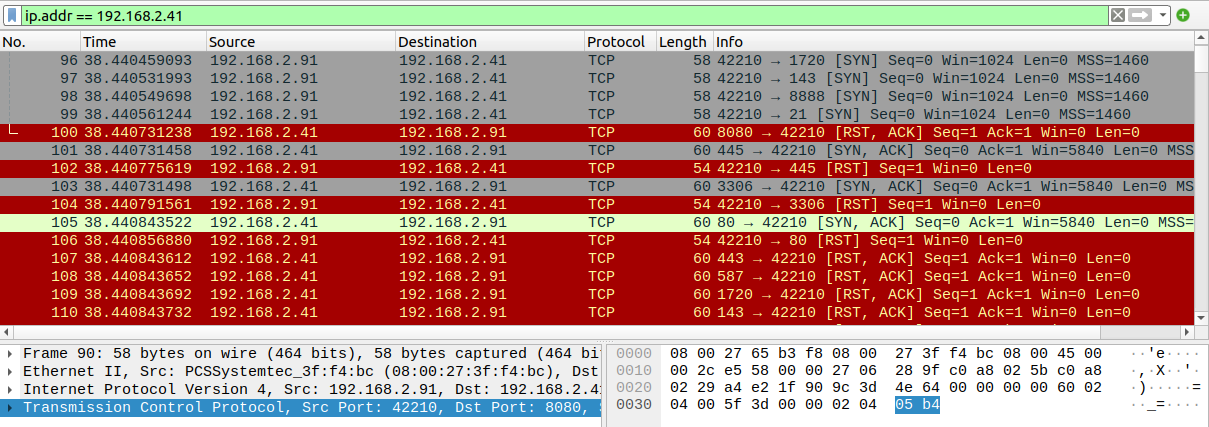 ip.addr == 192.168.2.41
No. Time Source Destination Protocol Length Info
96 38.440459093 192.168.2.91 192.168.2.41 TCP 58 42210 → 1720 [SYN] Seq=0 Win=1024 Len=0 MSS=1460
97 38.440531993 192.168.2.91 192.168.2.41 TCP 58 42210 → 143 [SYN] Seq=0 Win=1024 Len=0 MSS=1460
98 38.440549698 192.168.2.91 192.168.2.41 TCP 58 42210 → 8888 [SYN] Seq=0 Win=1024 Len=0 MSS=1460
99 38.440561244 192.168.2.91 192.168.2.41 TCP 58 42210 → 21 [SYN] Seq=0 Win=1024 Len=0 MSS=1460
100 38.440731238 192.168.2.41 192.168.2.91 TCP 60 8080 → 42210 [RST, ACK] Seq=1 Ack=1 Win=0 Len=0
101 38.440731458 192.168.2.41 192.168.2.91 TCP 60 445 → 42210 [SYN, ACK] Seq=0 Ack=1 Win=5840 Len=0 MSS
102 38.440775619 192.168.2.91 192.168.2.41 TCP 54 42210 → 445 [RST] Seq=1 Win=0 Len=0
103 38.440731498 192.168.2.41 192.168.2.91 TCP 60 3306 → 42210 [SYN, ACK] Seq=0 Ack=1 Win=5840 Len=0 MS
104 38.440791561 192.168.2.91 192.168.2.41 TCP 54 42210 → 3306 [RST] Seq=1 Win=0 Len=0
105 38.440843522 192.168.2.41 192.168.2.91 TCP 60 80 → 42210 [SYN, ACK] Seq=0 Ack=1 Win=5840 Len=0 MSS=
106 38.440856880 192.168.2.91 192.168.2.41 TCP 54 42210 → 80 [RST] Seq=1 Win=0 Len=0
107 38.440843612 192.168.2.41 192.168.2.91 TCP 60 443 → 42210 [RST, ACK] Seq=1 Ack=1 Win=0 Len=0
108 38.440843652 192.168.2.41 192.168.2.91 TCP 60 587 → 42210 [RST, ACK] Seq=1 Ack=1 Win=0 Len=0
109 38.440843692 192.168.2.41 192.168.2.91 TCP 60 1720 → 42210 [RST, ACK] Seq=1 Ack=1 Win=0 Len=0
110 38.440843732 192.168.2.41 192.168.2.91 TCP 60 143 → 42210 [RST, ACK] Seq=1 Ack=1 Win=0 Len=0
Frame 90: 58 bytes on wire (464 bits), 58 bytes captured (464 bi
Ethernet II, Src: PCSSystemtec_3f:f4:bc (08:00:27:3f:f4:bc), Dst
Internet Protocol Version 4, Src: 192.168.2.91, Dst: 192.168.2.4
Transmission Control Protocol, Src Port: 42210, Dst Port: 8080,
0000 08 00 27 65 b3 f8 08 00 27 3f f4 bc 08 00 45 00 ··'e····
0010 00 2c e5 58 00 00 27 06 28 9f c0 a8 02 5b c0 a8 ·,·X··'·
0020 02 29 a4 e2 1f 90 9c 3d 4e 64 00 00 00 00 60 02 ·)·····=
0030 04 00 5f 3d 00 00 02 04 05 b4 ··_=····